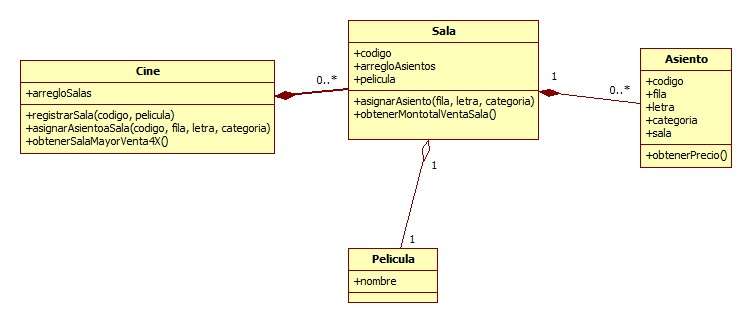 Cine
+arregloSalas
+registrarSala(codigo, pelicula)
+asignarAsientoaSala(codigo, fila, letra, categoria)
+obtenerSalaMayorVenta4X()
0..*
Sala
+codigo
+arregloAsientos
+pelicula
+asignarAsiento(fila, letra, categoria)
+obtenerMontotalVentaSala()
1
0..*
Asiento
+codigo
+fila
+letra
+categoria
+sala
+obtenerPrecio()
1
1
Pelicula
+nombre